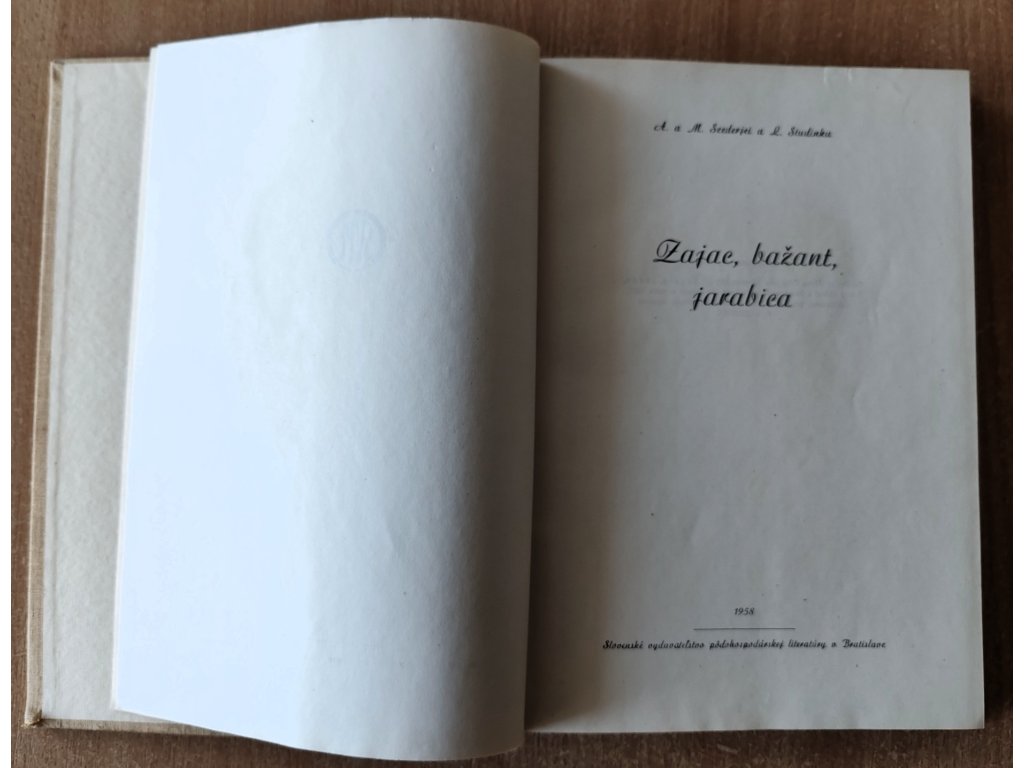 A. a M. Szederjei a L. Studinka
Zajac, bažant,
jarabica
1958
Slovenské vydavateľstvo pôdohospodárskej literatúry v Bratislave